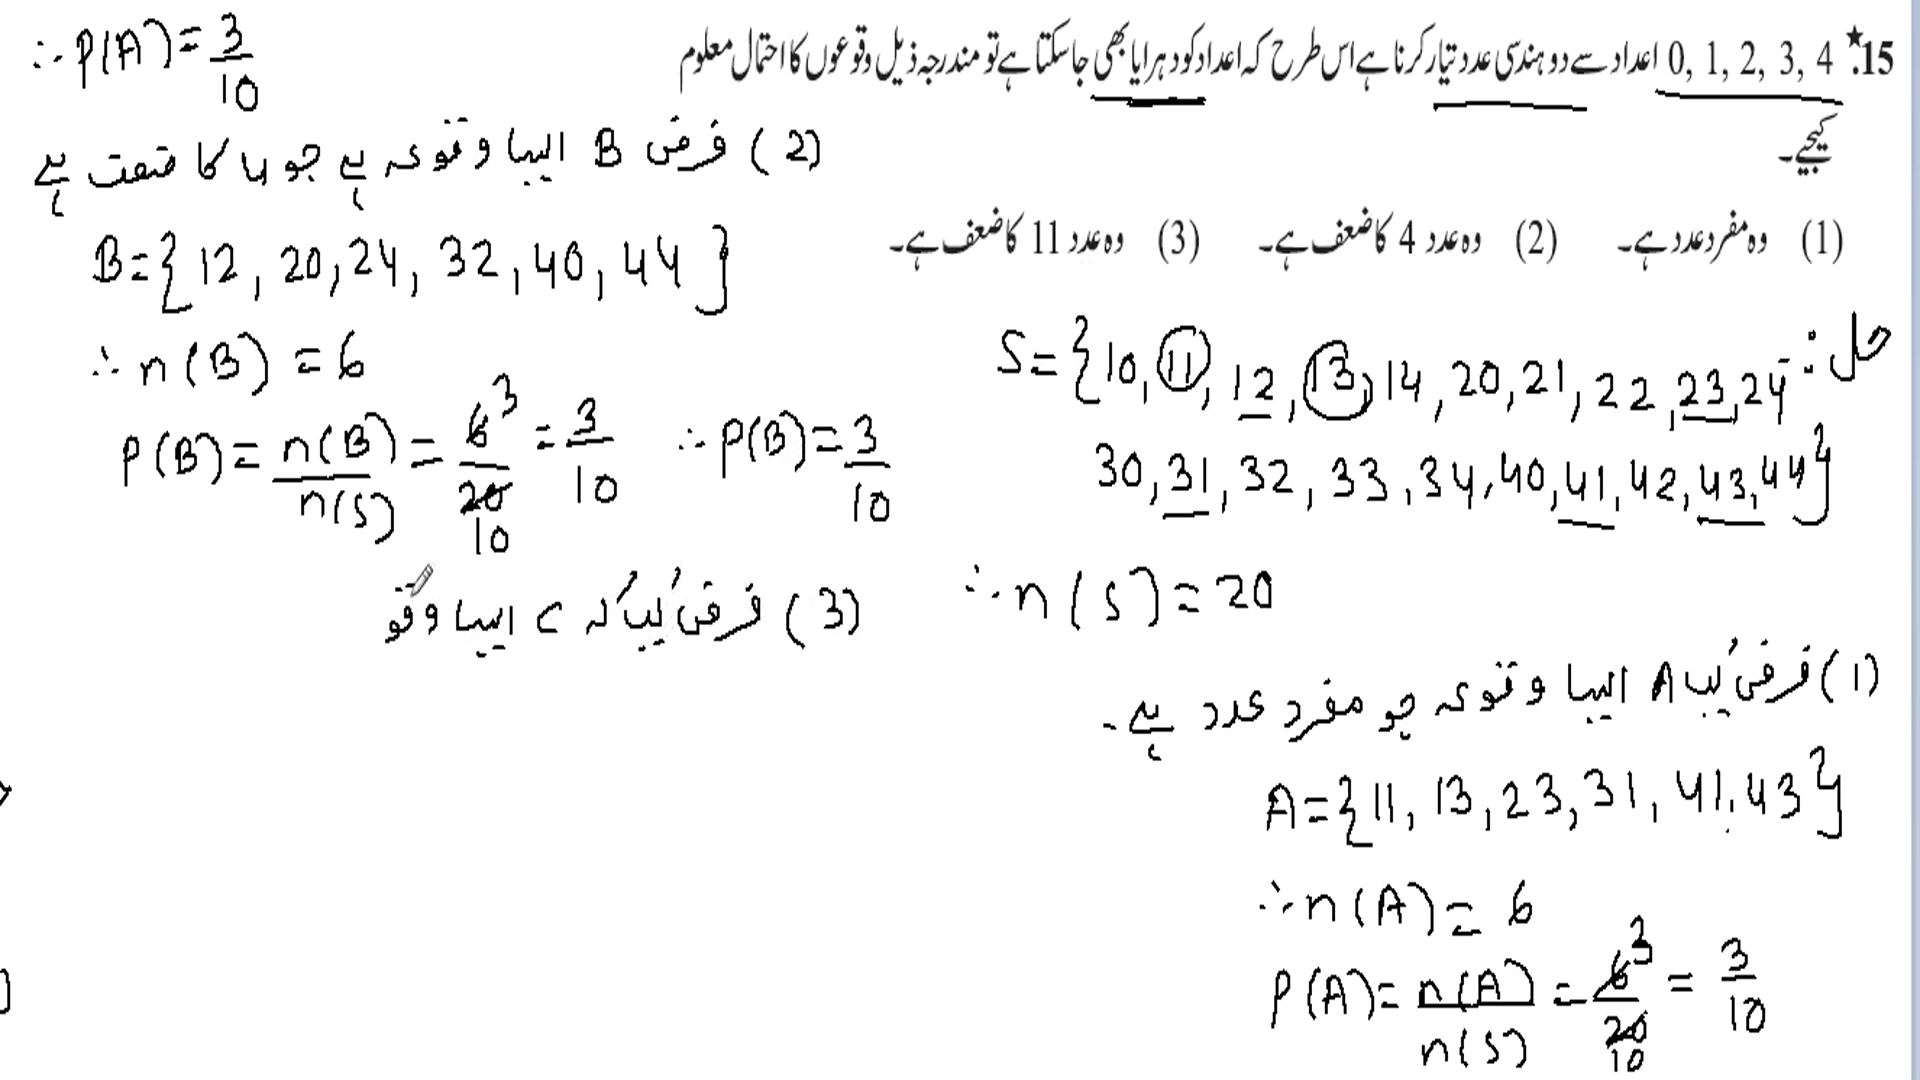 ★15. 0, 1, 2, 3, 4 اعداد سے دو ہندسی عدد تیار کرنا ہے اس طرح کہ اعداد کو دہرایا بھی جاسکتا ہے تو مندرجہ ذیل وقوعوں کا احتمال معلوم
کیجیے۔
(1) وہ مفرد عدد ہے۔ (2) وہ عدد 4 کا ضعف ہے۔ (3) وہ عدد 11 کا ضعف ہے۔
حل:
S={10, 11, 12, 13, 14, 20, 21, 22, 23, 24
30, 31, 32, 33, 34, 40, 41, 42, 43, 44}
∴ n(S) = 20
(1) فرض کیا A ایسا وقوعہ جو مفرد عدد ہے۔
A={11, 13, 23, 31, 41, 43}
∴ n(A) = 6
P(A) = n(A)/n(S) = 6 3/20 10 = 3/10
∴ P(A) = 3/10
(2) فرض B ایسا وقوعہ ہے جو 4 کا ضعف ہے
B={12, 20, 24, 32, 40, 44}
∴ n(B) = 6
P(B) = n(B)/n(S) = 6 3/20 10 = 3/10 ∴ P(B) = 3/10
(3) فرض کیا کہ C ایسا وقو